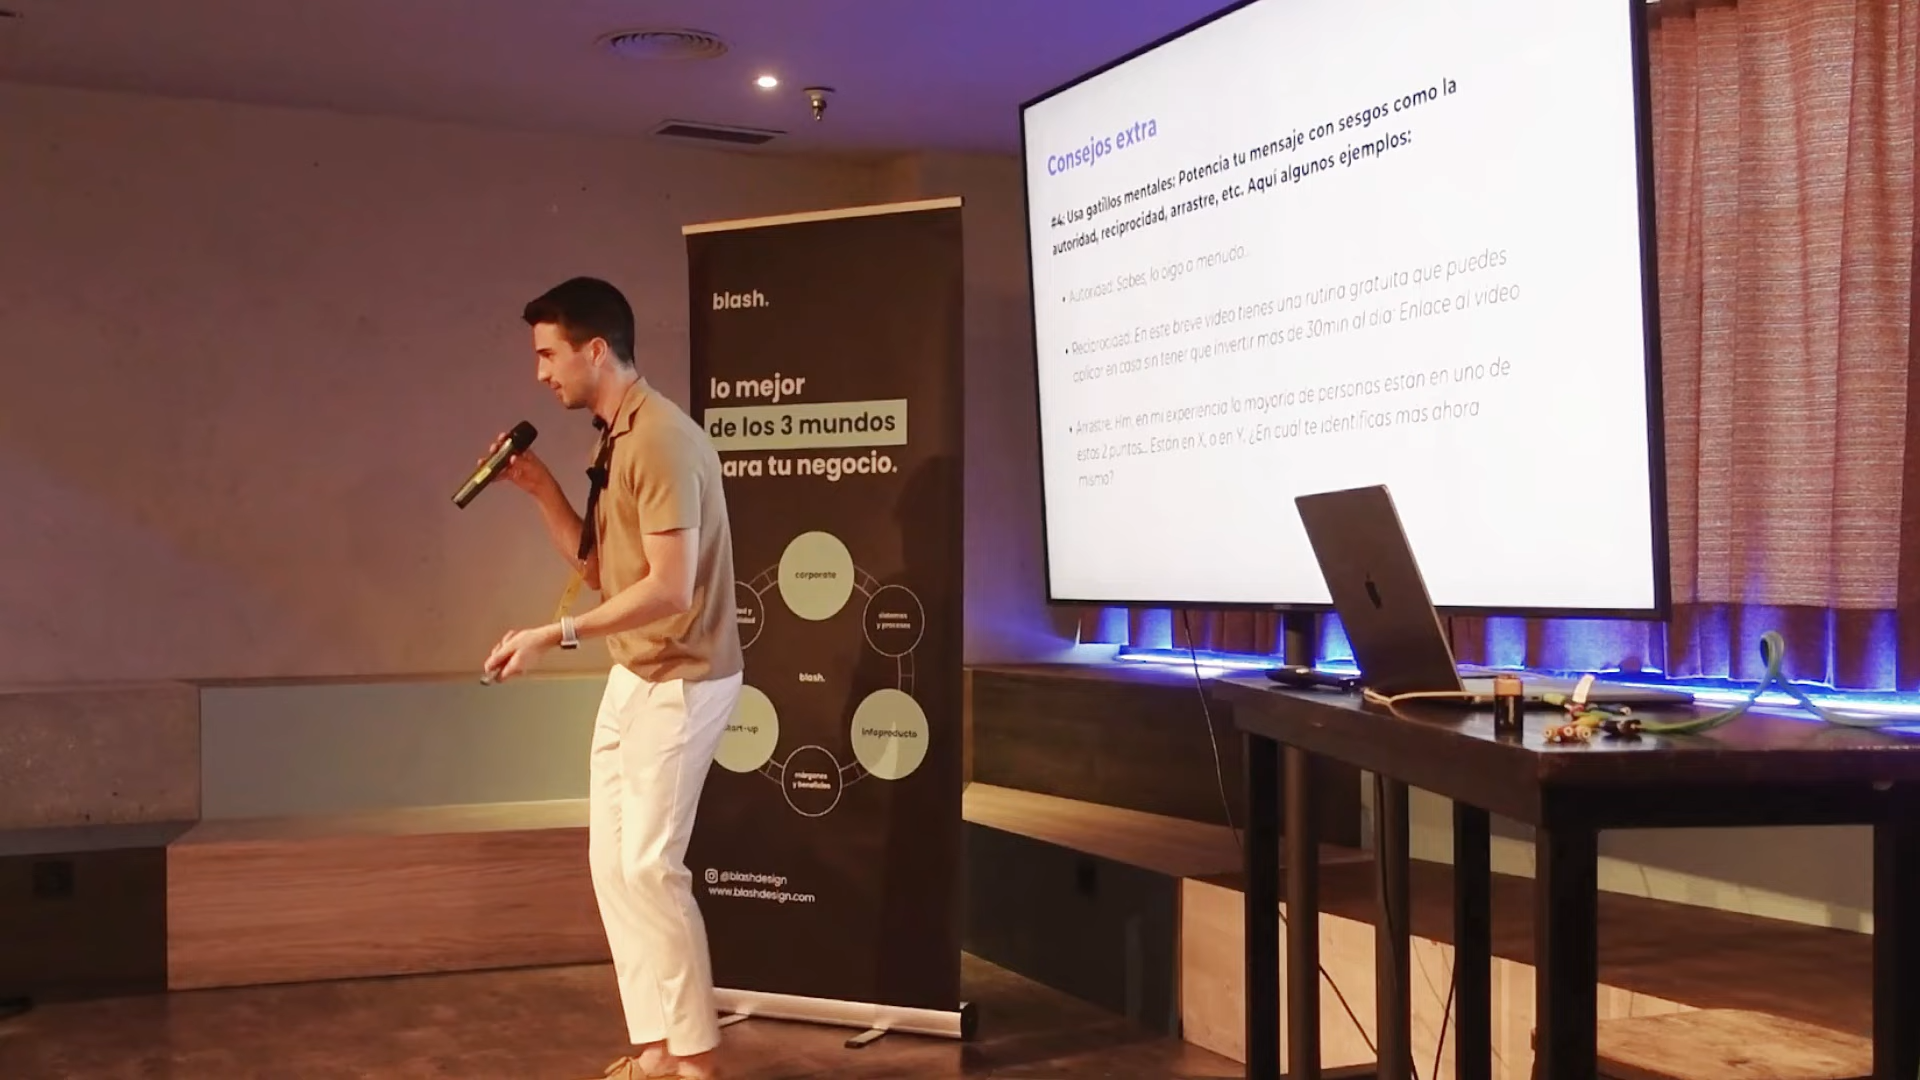 Consejos extra
#4: Usa gatillos mentales: Potencia tu mensaje con sesgos como la
autoridad, reciprocidad, arrastre, etc. Aquí algunos ejemplos:
• Autoridad: Sabes, lo oigo a menudo...
• Reciprocidad: En este breve video tienes una rutina gratuita que puedes
aplicar en casa sin tener que invertir mas de 30min al dia: Enlace al video
• Arrastre: Hm, en mi experiencia la mayoria de personas estan en uno de
estos 2 puntos... Están en X, o en Y. ¿En cuál te identificas mas ahora
mismo?
blash.
lo mejor
de los 3 mundos
ara tu negocio.
corporate
sistemas
y procesos
blash.
infoproducto
márgenes
y beneficios
@blashdesign
www.blashdesign.com